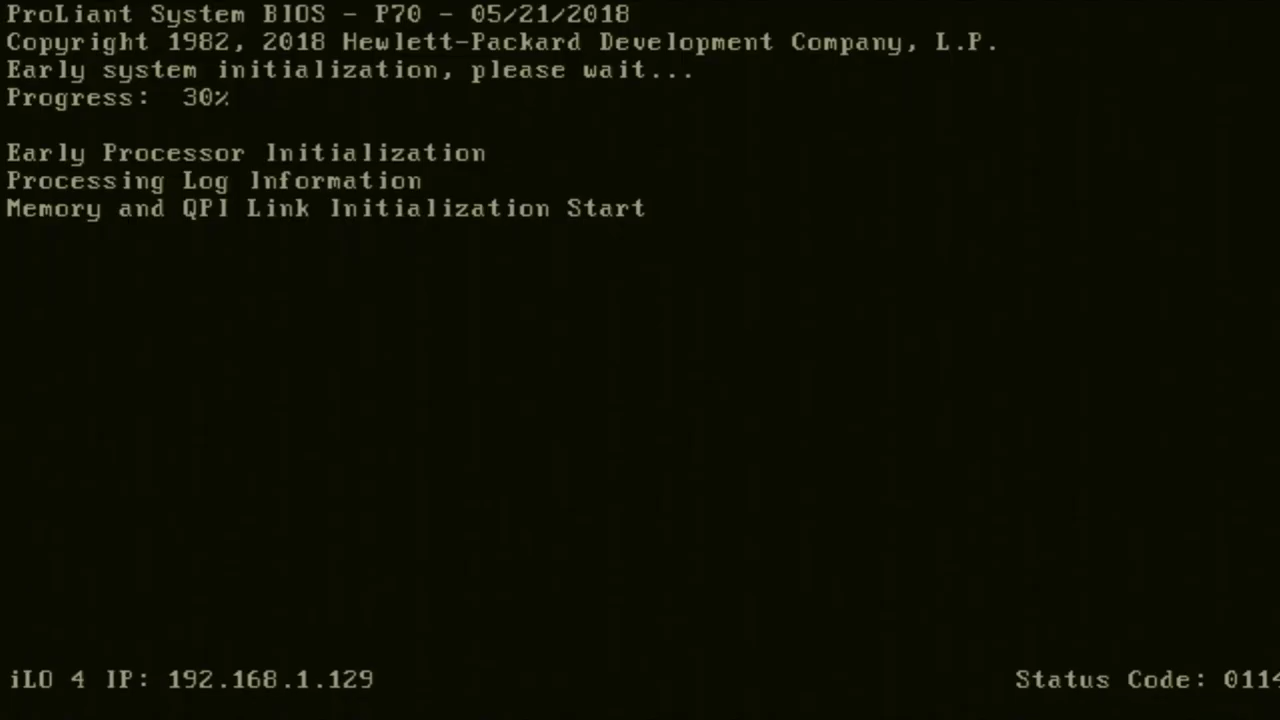 ProLiant System BIOS - P70 - 05/21/2018
Copyright 1982, 2018 Hewlett-Packard Development Company, L.P.
Early system initialization, please wait...
Progress: 30%
Early Processor Initialization
Processing Log Information
Memory and QPI Link Initialization Start
iLO 4 IP: 192.168.1.129
Status Code: 0114